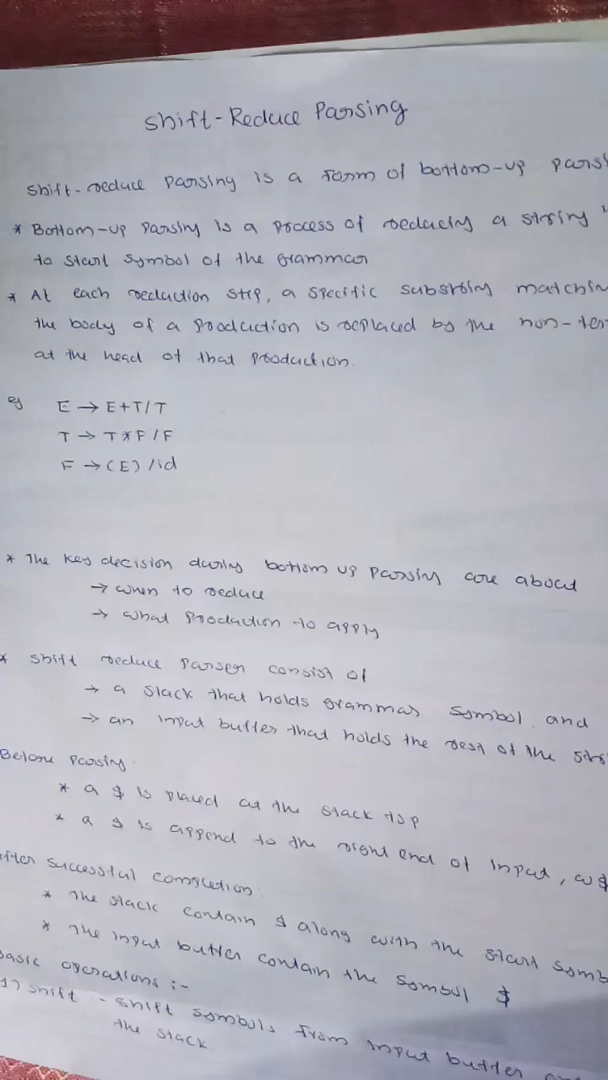 Shift-Reduce Parsing
Shift-reduce parsing is a form of bottom-up pars
* Bottom-up parsing is a process of reducing a string
to start symbol of the grammar
* At each reduction step, a specific substring matchin
the body of a production is replaced by the non-ter
at the head of that production.
eg E → E+T/T
T → T*F/F
F → (E)/id
* The key decision during bottom up parsing are about
→ when to reduce
→ what production to apply
* shift reduce parser consist of
→ a stack that holds grammar symbol and
→ an input buffer that holds the rest of the str
Before parsing
* a $ is placed at the stack top
* a $ is append to the right end of input, w$
After successful completion
* The stack contain $ along with the start symb
* The input buffer contain the symbol $
Basic operations :-
1) shift - shift symbols from input buffer
the stack